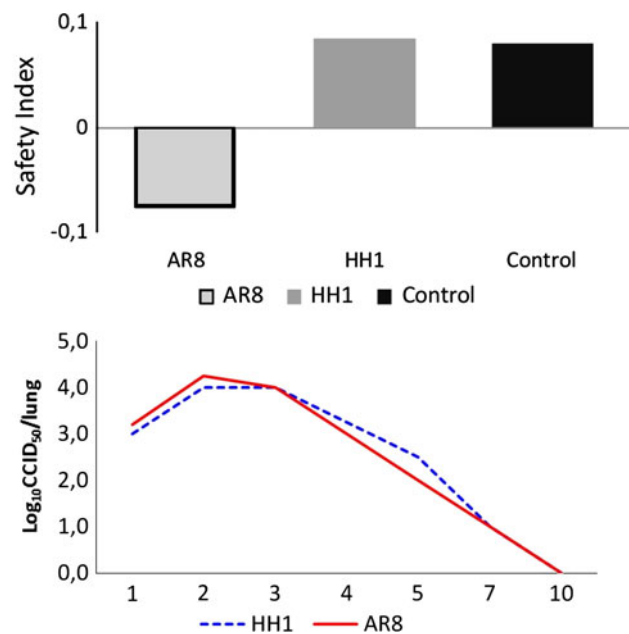 0,1
0
-0,1
Safety Index
AR8 HH1 Control
AR8 HH1 Control
5,0
4,0
3,0
2,0
1,0
0,0
Log₁₀CCID₅₀/lung
1 2 3 4 5 7 10
HH1 AR8